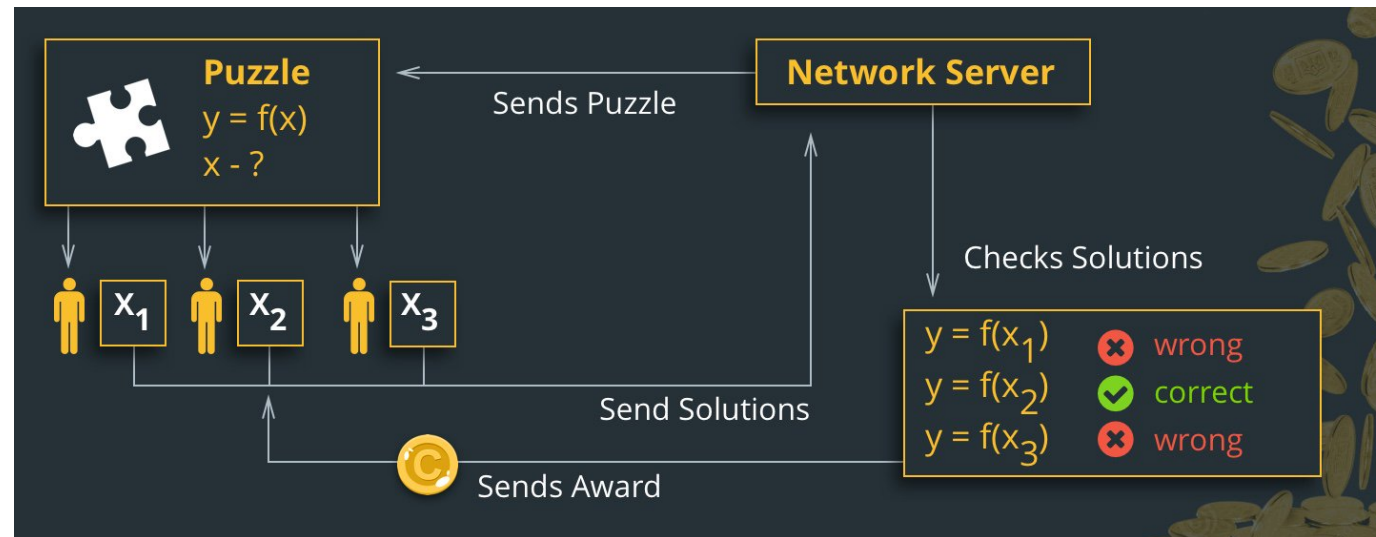 Puzzle
y = f(x)
x - ?
Sends Puzzle
Network Server
X1
X2
X3
Checks Solutions
y = f(x1) wrong
y = f(x2) correct
y = f(x3) wrong
Send Solutions
C
Sends Award